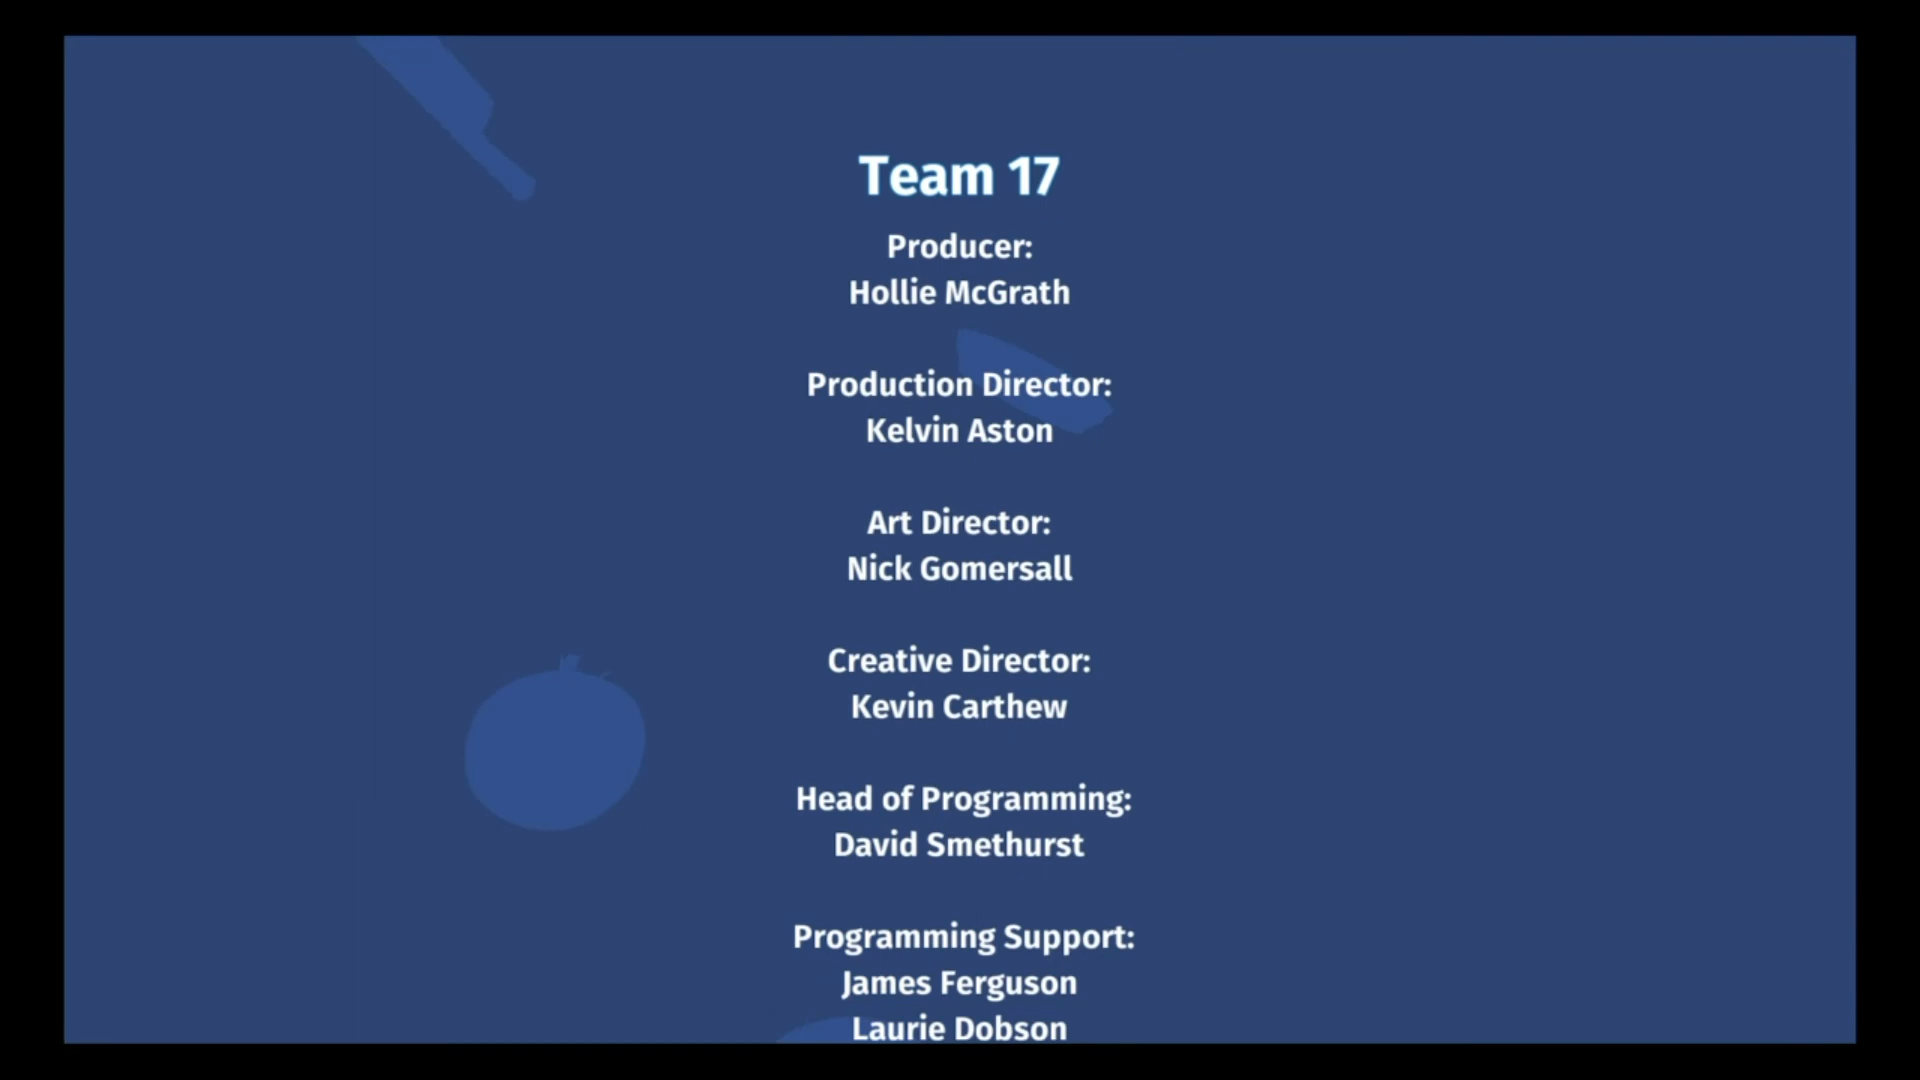 Team 17
Producer:
Hollie McGrath
Production Director:
Kelvin Aston
Art Director:
Nick Gomersall
Creative Director:
Kevin Carthew
Head of Programming:
David Smethurst
Programming Support:
James Ferguson
Laurie Dobson